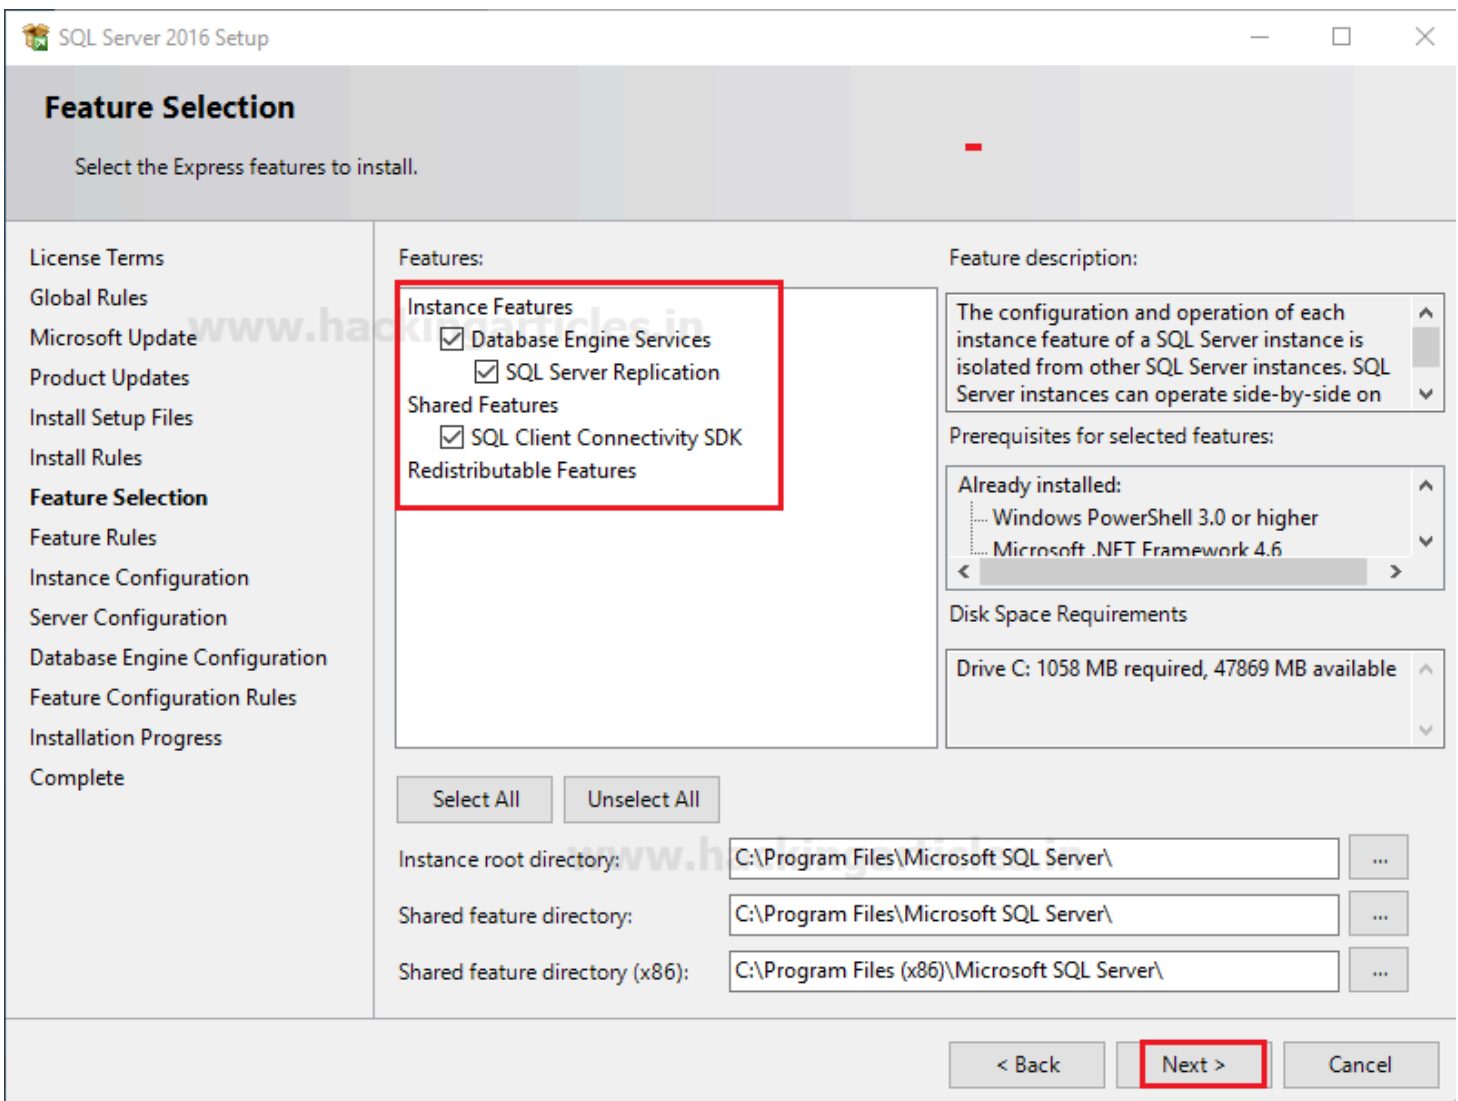 SQL Server 2016 Setup
Feature Selection
Select the Express features to install.
License Terms
Global Rules
Microsoft Update
Product Updates
Install Setup Files
Install Rules
Feature Selection
Feature Rules
Instance Configuration
Server Configuration
Database Engine Configuration
Feature Configuration Rules
Installation Progress
Complete
Features:
www.hackingarticles.in
Instance Features
Database Engine Services
SQL Server Replication
Shared Features
SQL Client Connectivity SDK
Redistributable Features
Feature description:
The configuration and operation of each
instance feature of a SQL Server instance is
isolated from other SQL Server instances. SQL
Server instances can operate side-by-side on
Prerequisites for selected features:
Already installed:
Windows PowerShell 3.0 or higher
Microsoft .NET Framework 4.6
Disk Space Requirements
Drive C: 1058 MB required, 47869 MB available
Select All
Unselect All
www.hackingarticles.in
Instance root directory:
C:\Program Files\Microsoft SQL Server\
...
Shared feature directory:
C:\Program Files\Microsoft SQL Server\
...
Shared feature directory (x86):
C:\Program Files (x86)\Microsoft SQL Server\
...
< Back
Next >
Cancel